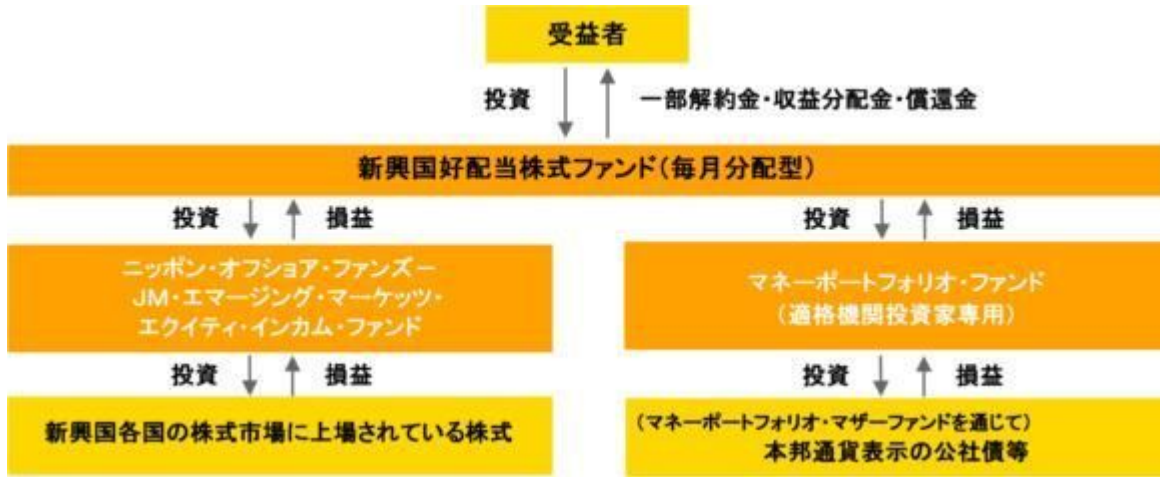 受益者
投資
一部解約金・収益分配金・償還金
新興国好配当株式ファンド(毎月分配型)
投資
損益
投資
損益
ニッポン・オフショア・ファンズ－
JM・エマージング・マーケッツ・
エクイティ・インカム・ファンド
マネーポートフォリオ・ファンド
(適格機関投資家専用)
投資
損益
投資
損益
新興国各国の株式市場に上場されている株式
(マネーポートフォリオ・マザーファンドを通じて)
本邦通貨表示の公社債等